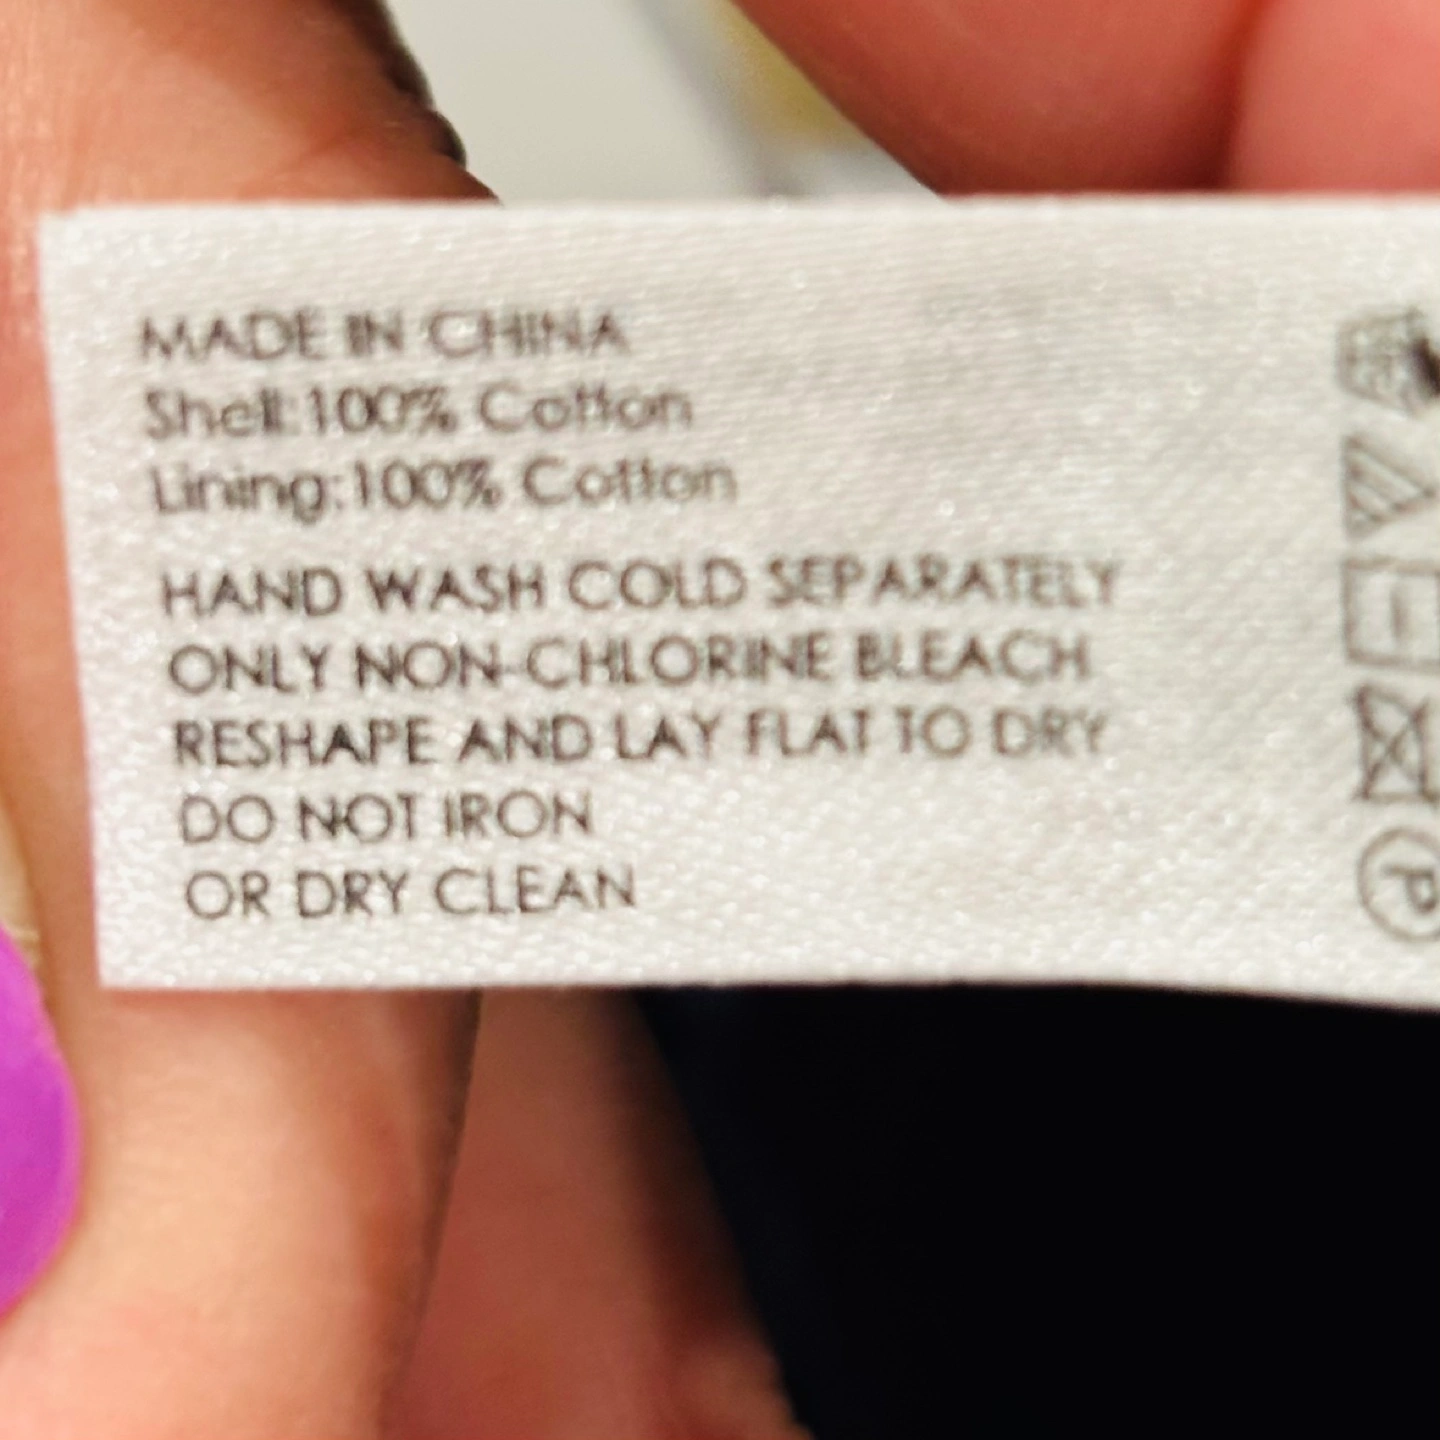 MADE IN CHINA
Shell:100% Cotton
Lining:100% Cotton
HAND WASH COLD SEPARATELY
ONLY NON-CHLORINE BLEACH
RESHAPE AND LAY FLAT TO DRY
DO NOT IRON
OR DRY CLEAN
P